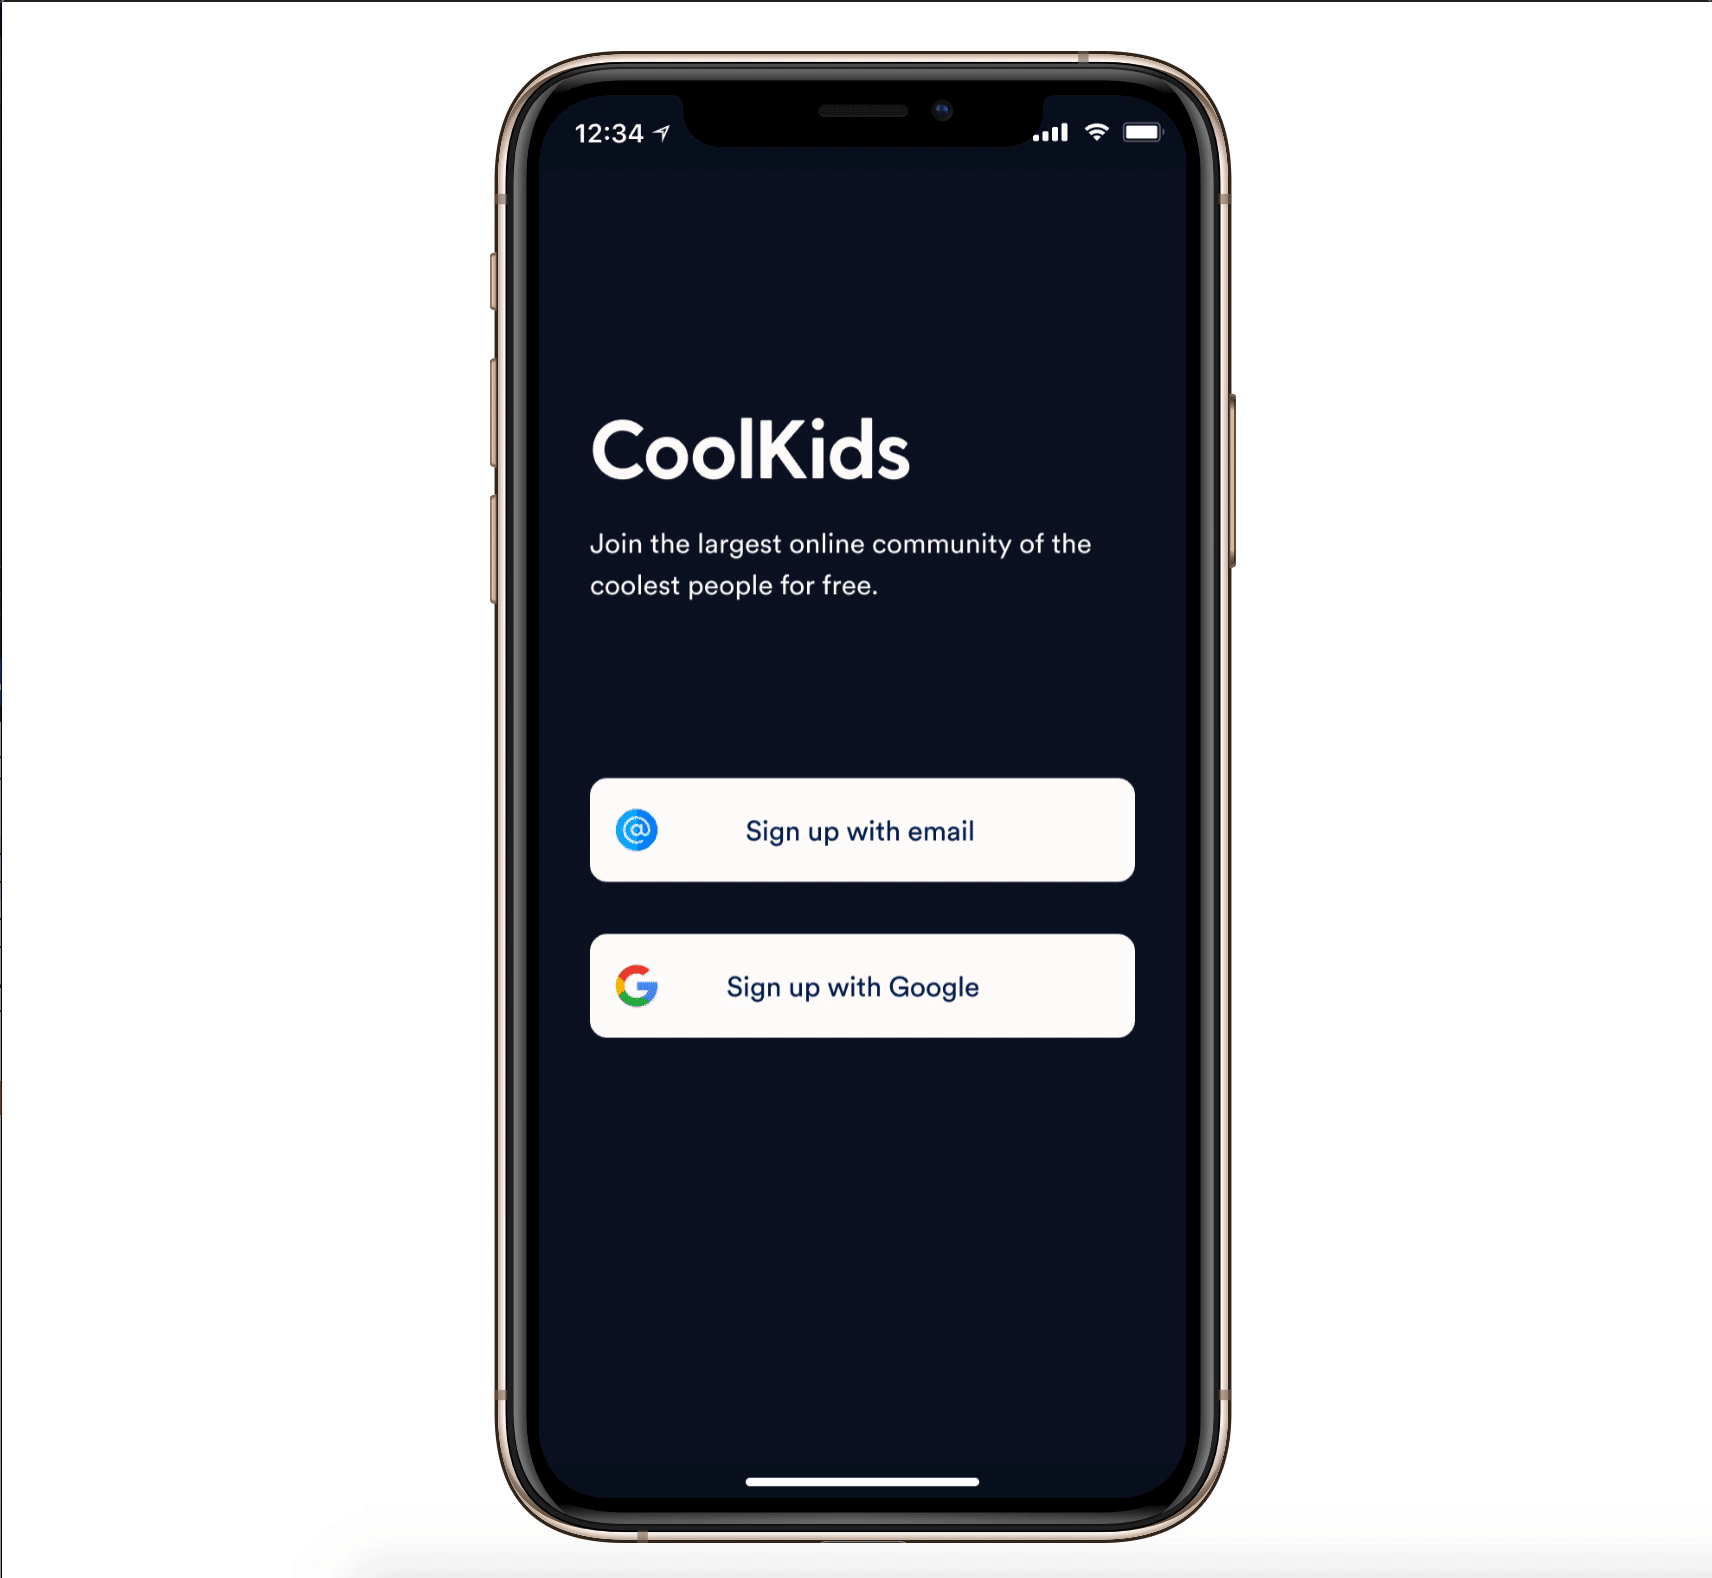 12:34
CoolKids
Join the largest online community of the
coolest people for free.
Sign up with email
Sign up with Google